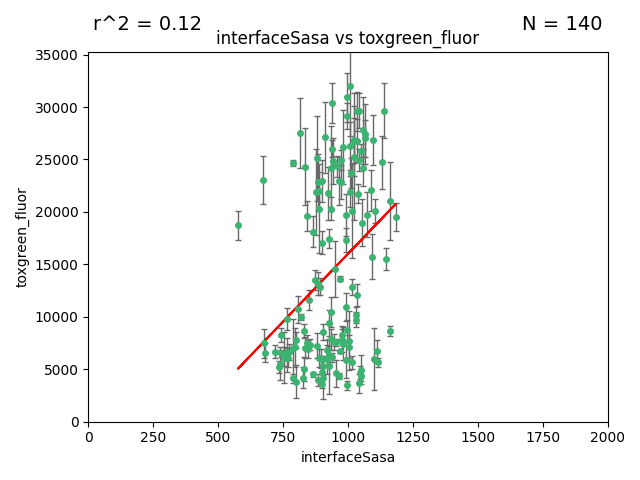 r^2 = 0.12
N = 140
interfaceSasa vs toxgreen_fluor
35000
30000
25000
20000
15000
10000
5000
0
toxgreen_fluor
0 250 500 750 1000 1250 1500 1750 2000
interfaceSasa